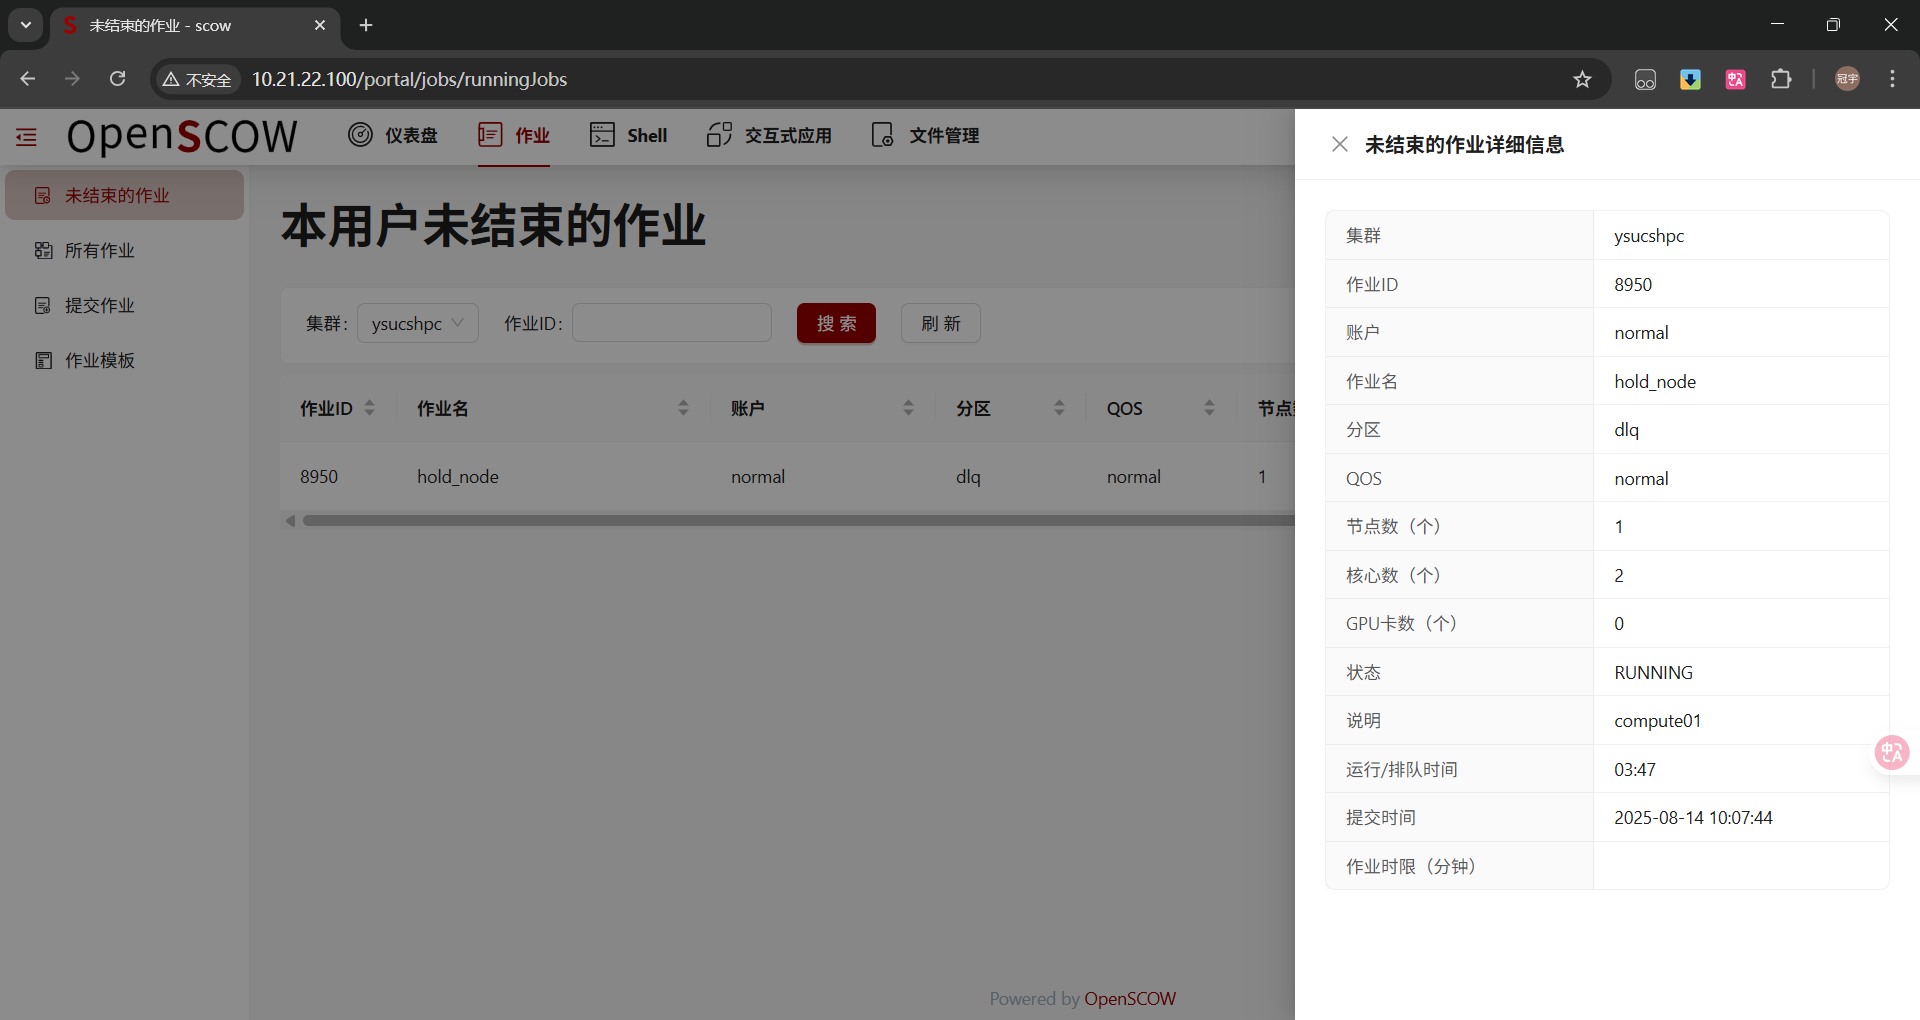 未结束的作业 - scow
不安全
10.21.22.100/portal/jobs/runningJobs
冠宇
OpenSCOW
仪表盘
作业
Shell
交互式应用
文件管理
未结束的作业
所有作业
提交作业
作业模板
本用户未结束的作业
集群:
ysucshpc
作业ID:
搜 索
刷 新
作业ID
作业名
账户
分区
QOS
节点
8950
hold_node
normal
dlq
normal
1
Powered by OpenSCOW
未结束的作业详细信息
集群 ysucshpc
作业ID 8950
账户 normal
作业名 hold_node
分区 dlq
QOS normal
节点数（个） 1
核心数（个） 2
GPU卡数（个） 0
状态 RUNNING
说明 compute01
运行/排队时间 03:47
提交时间 2025-08-14 10:07:44
作业时限（分钟）